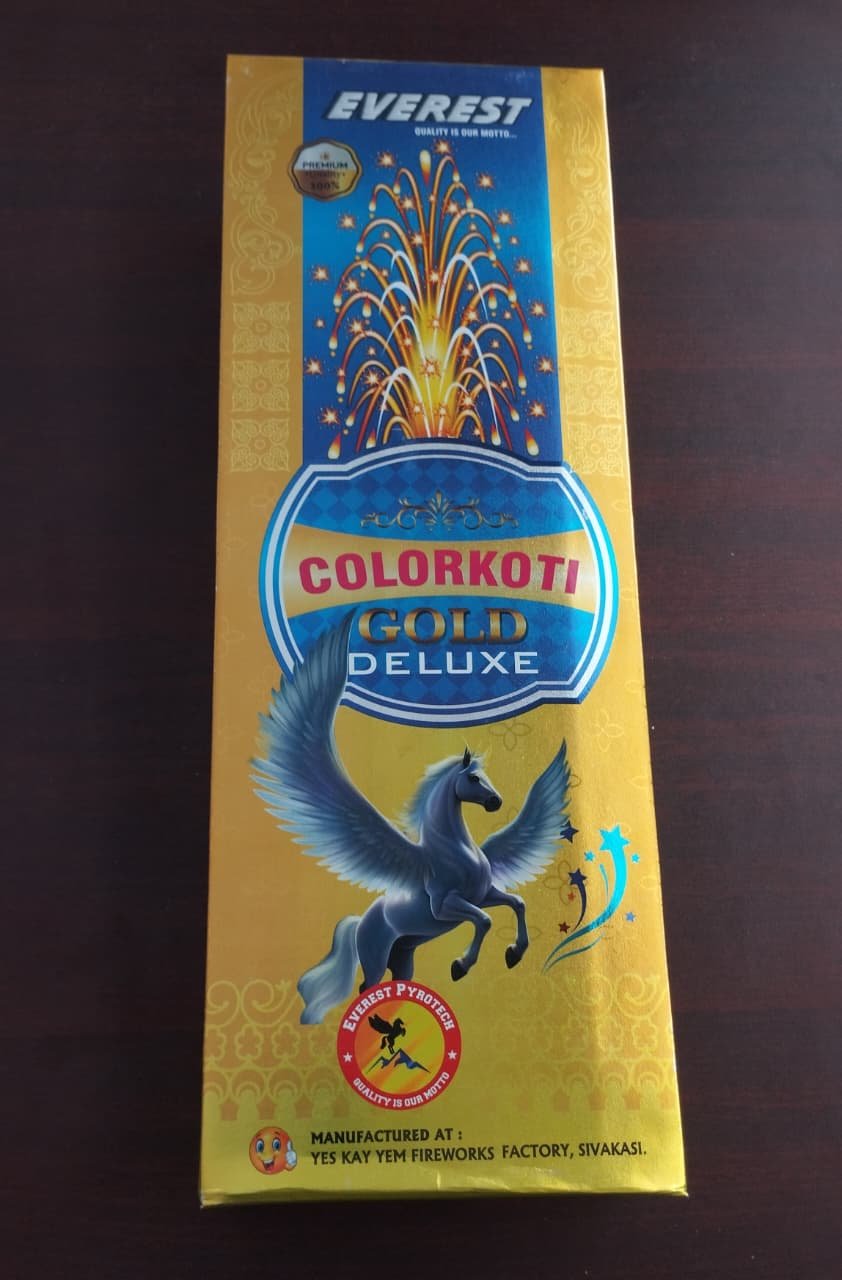 EVEREST
QUALITY IS OUR MOTTO...
PREMIUM
Quality
100%
COLORKOTI
GOLD
DELUXE
EVEREST PYROTECH
QUALITY IS OUR MOTTO
MANUFACTURED AT :
YES KAY YEM FIREWORKS FACTORY, SIVAKASI.